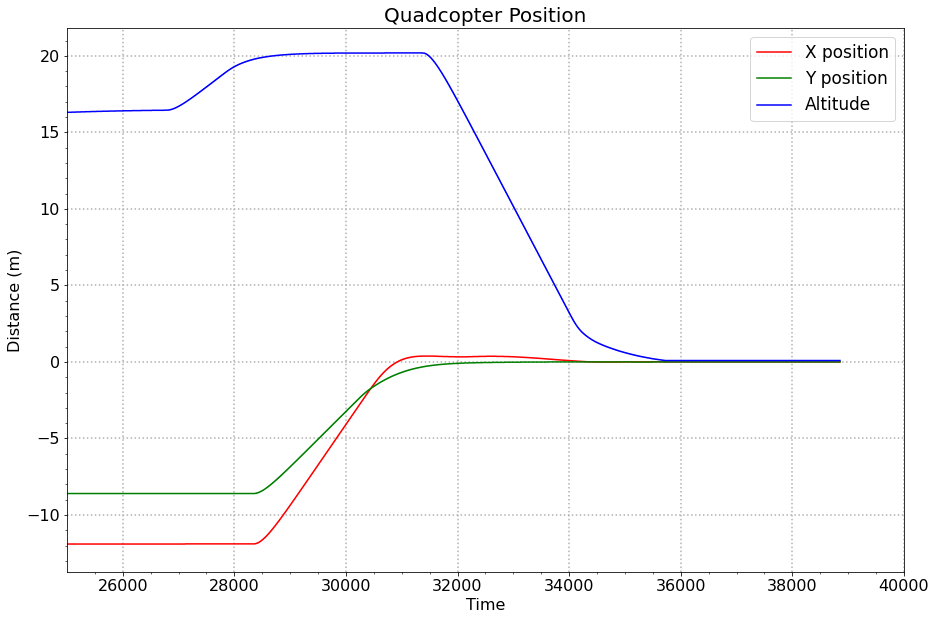 Quadcopter Position
X position
Y position
Altitude
20
15
10
5
0
−5
−10
Distance (m)
26000 28000 30000 32000 34000 36000 38000 40000
Time